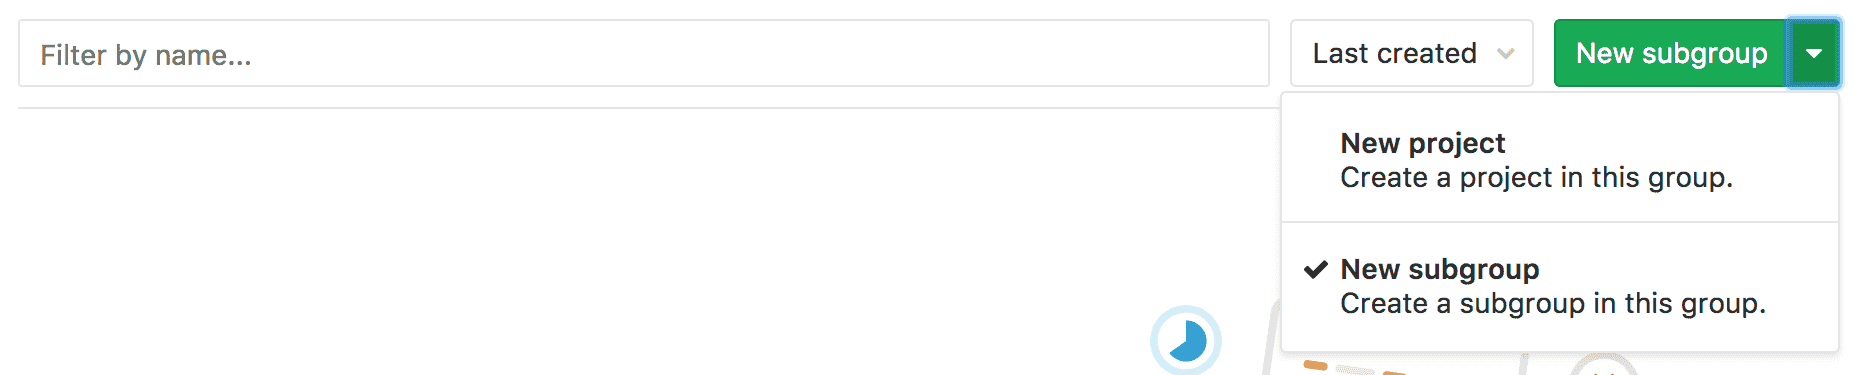 Filter by name...
Last created
New subgroup
New project
Create a project in this group.
New subgroup
Create a subgroup in this group.